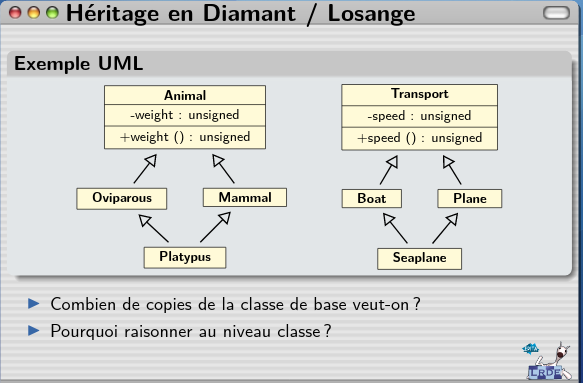 Héritage en Diamant / Losange
Exemple UML
Animal
-weight : unsigned
+weight () : unsigned
Oviparous
Mammal
Platypus
Transport
-speed : unsigned
+speed () : unsigned
Boat
Plane
Seaplane
Combien de copies de la classe de base veut-on ?
Pourquoi raisonner au niveau classe ?
LRDE